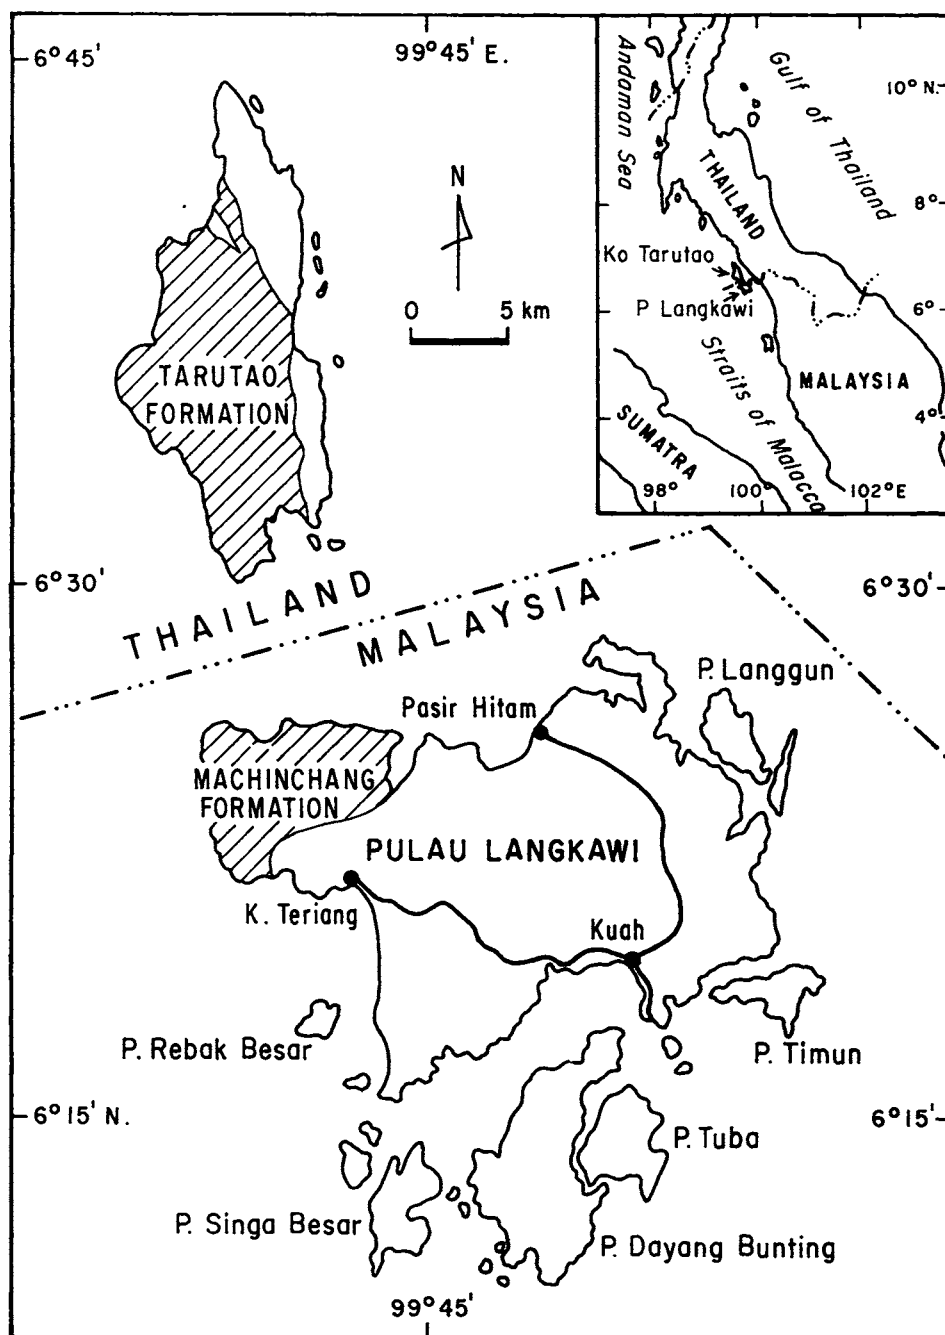 6°45'
99°45' E.
N
0 5 km
TARUTAO
FORMATION
Andaman Sea
Gulf of Thailand
10° N.
THAILAND
8°
Ko Tarutao
P. Langkawi
6°
Straits of Malacca
MALAYSIA
SUMATRA
4°
98°
100°
102° E
6°30'
6°30'
THAILAND
MALAYSIA
P. Langgun
Pasir Hitam
MACHINCHANG
FORMATION
PULAU LANGKAWI
K. Teriang
Kuah
P. Rebak Besar
P. Timun
6°15' N.
6°15'
P. Tuba
P. Singa Besar
P. Dayang Bunting
99°45'